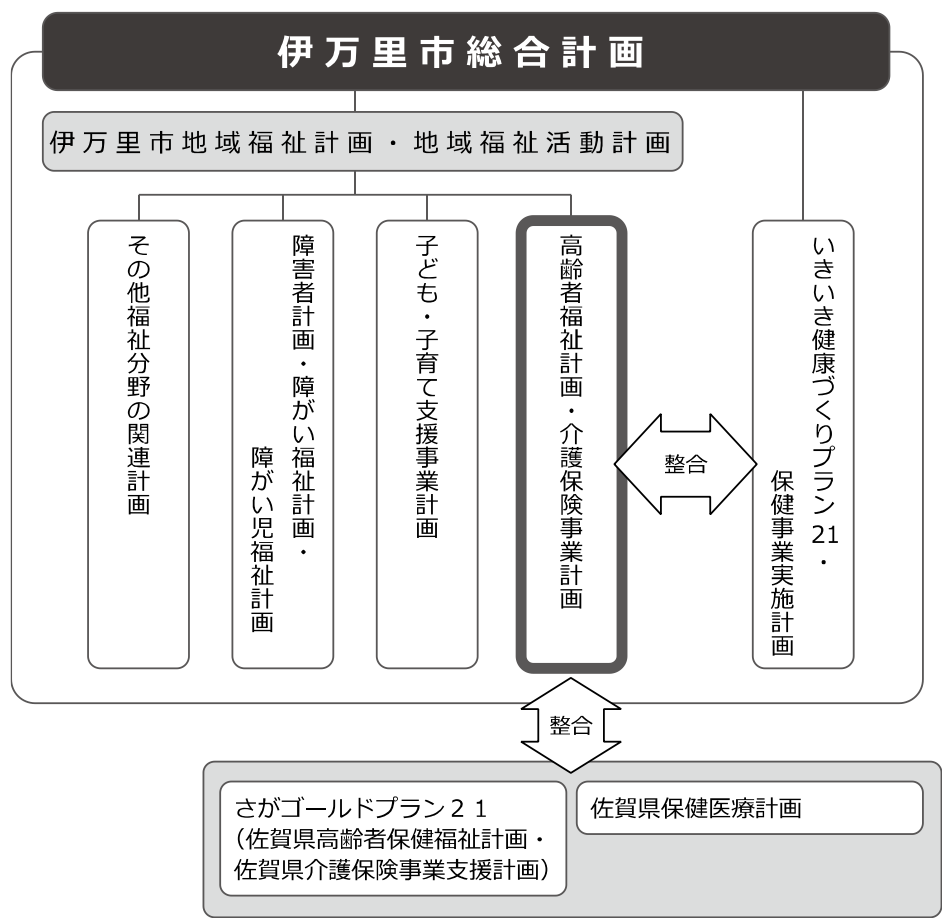 伊万里市総合計画
伊万里市地域福祉計画・地域福祉活動計画
その他福祉分野の関連計画
障害者計画・障がい福祉計画・
障がい児福祉計画
子ども・子育て支援事業計画
高齢者福祉計画・介護保険事業計画
整合
いきいき健康づくりプラン21・
保健事業実施計画
整合
さがゴールドプラン２１
（佐賀県高齢者保健福祉計画・
佐賀県介護保険事業支援計画）
佐賀県保健医療計画